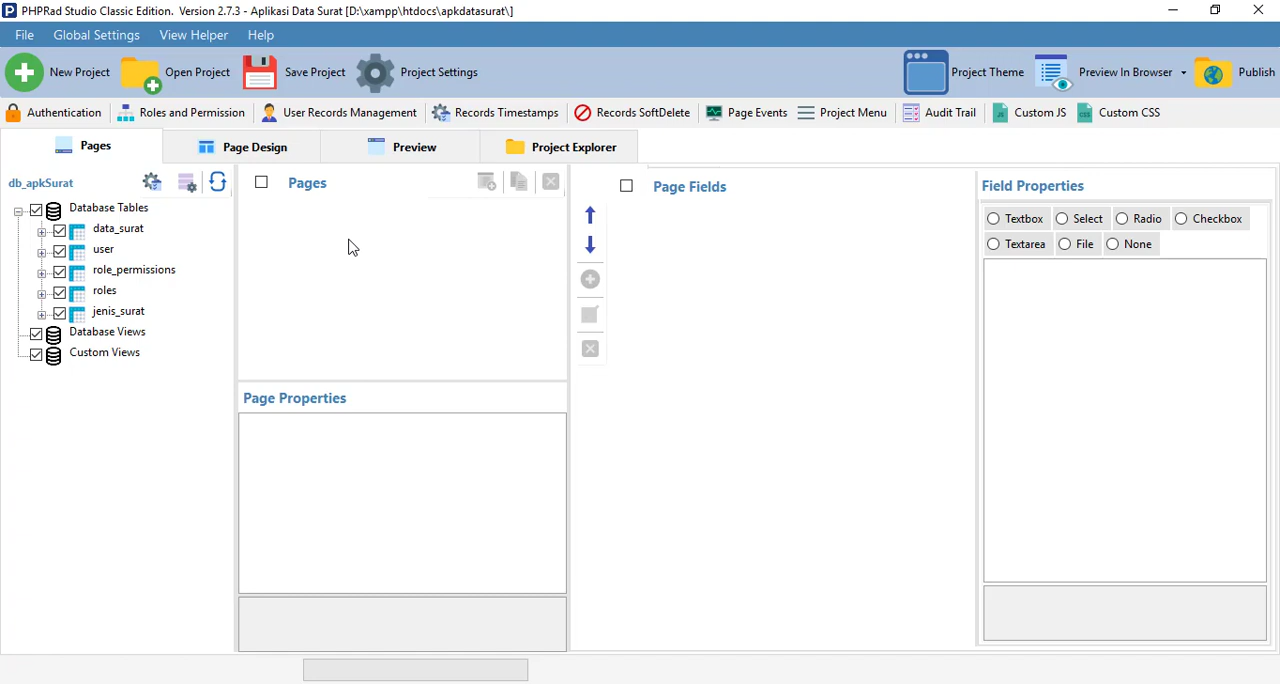 PHPRad Studio Classic Edition. Version 2.7.3 - Aplikasi Data Surat [D:\xampp\htdocs\apkdatasurat\]
File Global Settings View Helper Help
New Project Open Project Save Project Project Settings Project Theme Preview In Browser Publish
Authentication Roles and Permission User Records Management Records Timestamps Records SoftDelete Page Events Project Menu Audit Trail Custom JS Custom CSS
Pages Page Design Preview Project Explorer
db_apkSurat
Database Tables
data_surat
user
role_permissions
roles
jenis_surat
Database Views
Custom Views
Pages
Page Properties
Page Fields
Field Properties
Textbox Select Radio Checkbox
Textarea File None